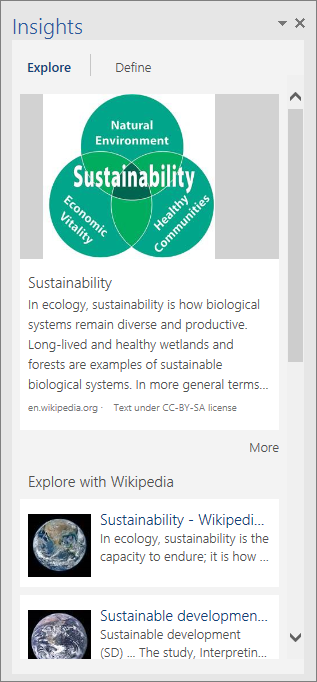 Insights
Explore
Define
Natural
Environment
Sustainability
Economic
Vitality
Healthy
Communities
Sustainability
In ecology, sustainability is how biological
systems remain diverse and productive.
Long-lived and healthy wetlands and
forests are examples of sustainable
biological systems. In more general terms...
en.wikipedia.org · Text under CC-BY-SA license
More
Explore with Wikipedia
Sustainability - Wikipedi...
In ecology, sustainability is the
capacity to endure; it is how ...
Sustainable developmen...
Sustainable development
(SD) ... The study, Interpretin...